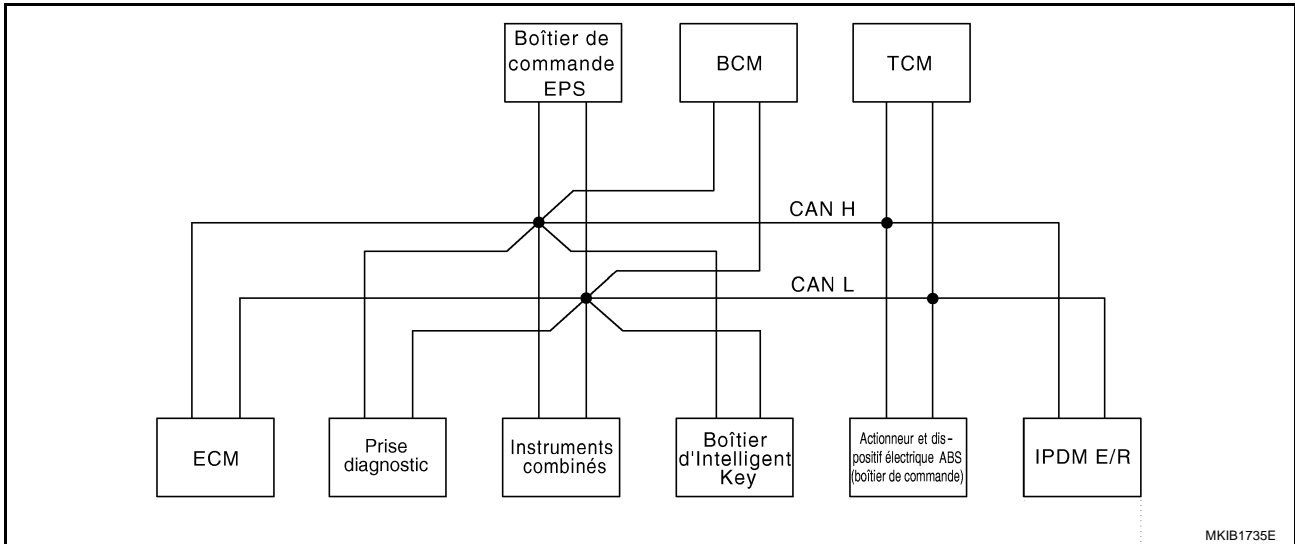 Boîtier de
commande
EPS
BCM
TCM
CAN H
CAN L
ECM
Prise
diagnostic
Instruments
combinés
Boîtier
d'Intelligent
Key
Actionneur et dis-
positif électrique ABS
(boîtier de commande)
IPDM E/R
MKIB1735E